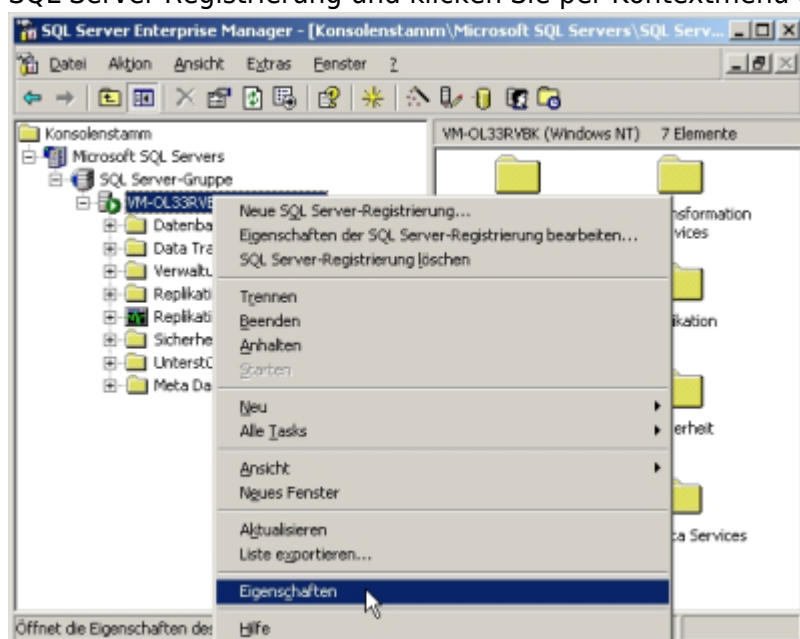 SQL Server-Registrierung und klicken Sie per Kontextmenü
SQL Server Enterprise Manager - [Konsolenstamm\Microsoft SQL Servers\SQL Serv...
Datei Aktion Ansicht Extras Fenster ?
Konsolenstamm
Microsoft SQL Servers
SQL Server-Gruppe
VM-OL33RVB
Datenba
Data Tra
Verwaltu
Replikati
Replikati
Sicherhe
Unterstü
Meta Da
VM-OL33RVBK (Windows NT) 7 Elemente
nsformation
vices
ikation
erheit
ta Services
Neue SQL Server-Registrierung...
Eigenschaften der SQL Server-Registrierung bearbeiten...
SQL Server-Registrierung löschen
Trennen
Beenden
Anhalten
Starten
Neu
Alle Tasks
Ansicht
Neues Fenster
Aktualisieren
Liste exportieren...
Eigenschaften
Hilfe
Öffnet die Eigenschaften des